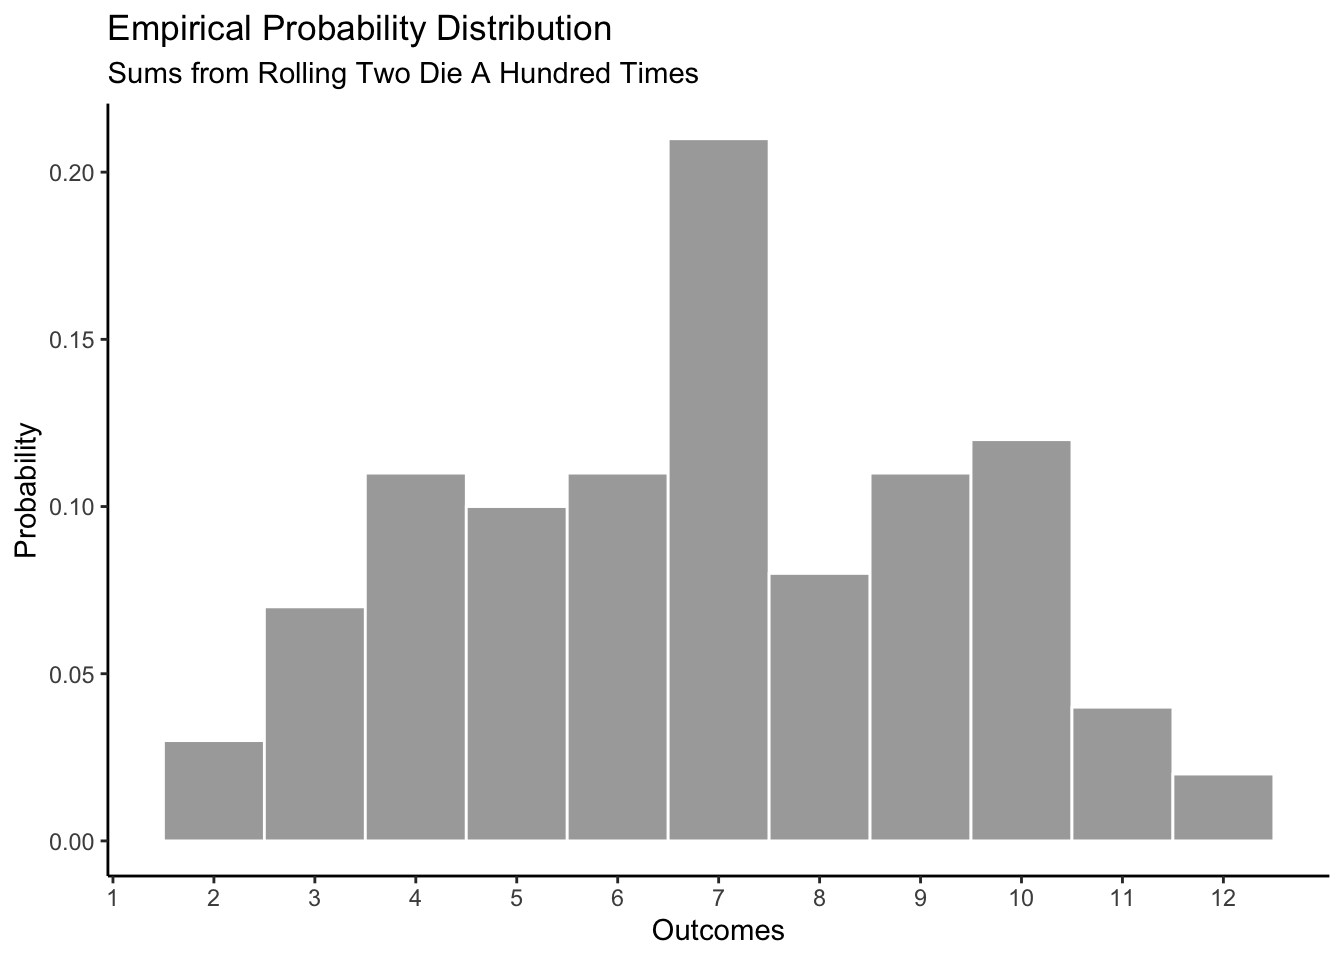 Empirical Probability Distribution
Sums from Rolling Two Die A Hundred Times
Probability
0.20
0.15
0.10
0.05
0.00
1 2 3 4 5 6 7 8 9 10 11 12
Outcomes